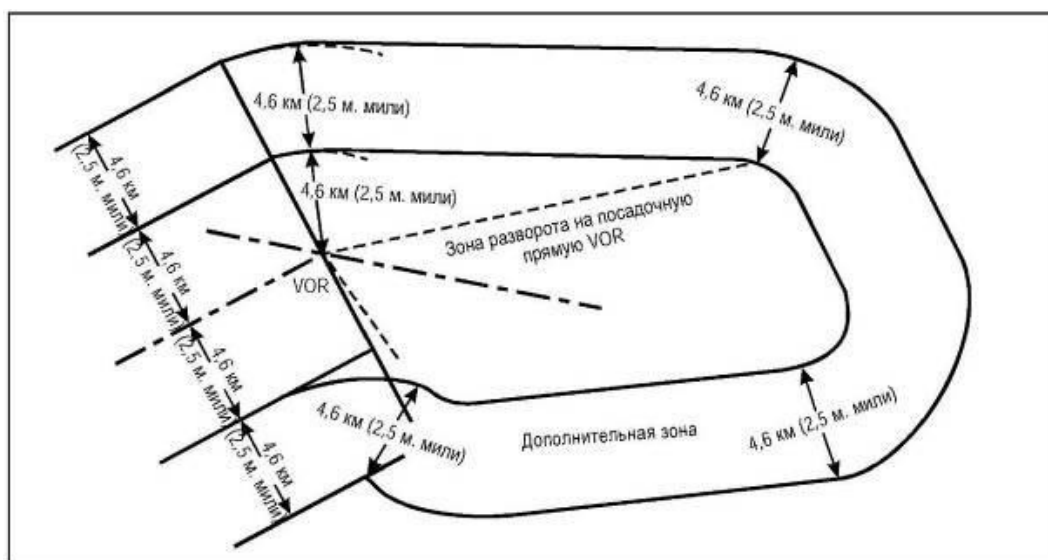 4,6 км (2,5 м. мили)
4,6 км (2,5 м. мили)
4,6 км (2,5 м. мили)
Зона разворота на посадочную
прямую VOR
VOR
4,6 км
(2,5 м. мили)
4,6 км
(2,5 м. мили)
4,6 км
(2,5 м. мили)
4,6 км
(2,5 м. мили)
4,6 км (2,5 м. мили)
Дополнительная зона
4,6 км (2,5 м. мили)